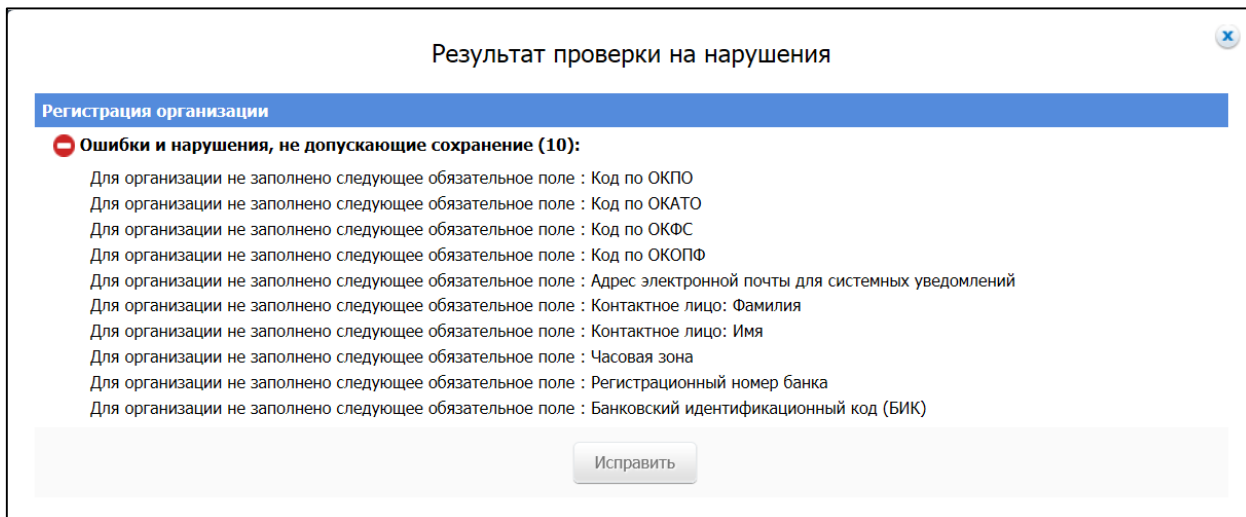 Результат проверки на нарушения
Регистрация организации
Ошибки и нарушения, не допускающие сохранение (10):
Для организации не заполнено следующее обязательное поле : Код по ОКПО
Для организации не заполнено следующее обязательное поле : Код по ОКАТО
Для организации не заполнено следующее обязательное поле : Код по ОКФС
Для организации не заполнено следующее обязательное поле : Код по ОКОПФ
Для организации не заполнено следующее обязательное поле : Адрес электронной почты для системных уведомлений
Для организации не заполнено следующее обязательное поле : Контактное лицо: Фамилия
Для организации не заполнено следующее обязательное поле : Контактное лицо: Имя
Для организации не заполнено следующее обязательное поле : Часовая зона
Для организации не заполнено следующее обязательное поле : Регистрационный номер банка
Для организации не заполнено следующее обязательное поле : Банковский идентификационный код (БИК)
Исправить